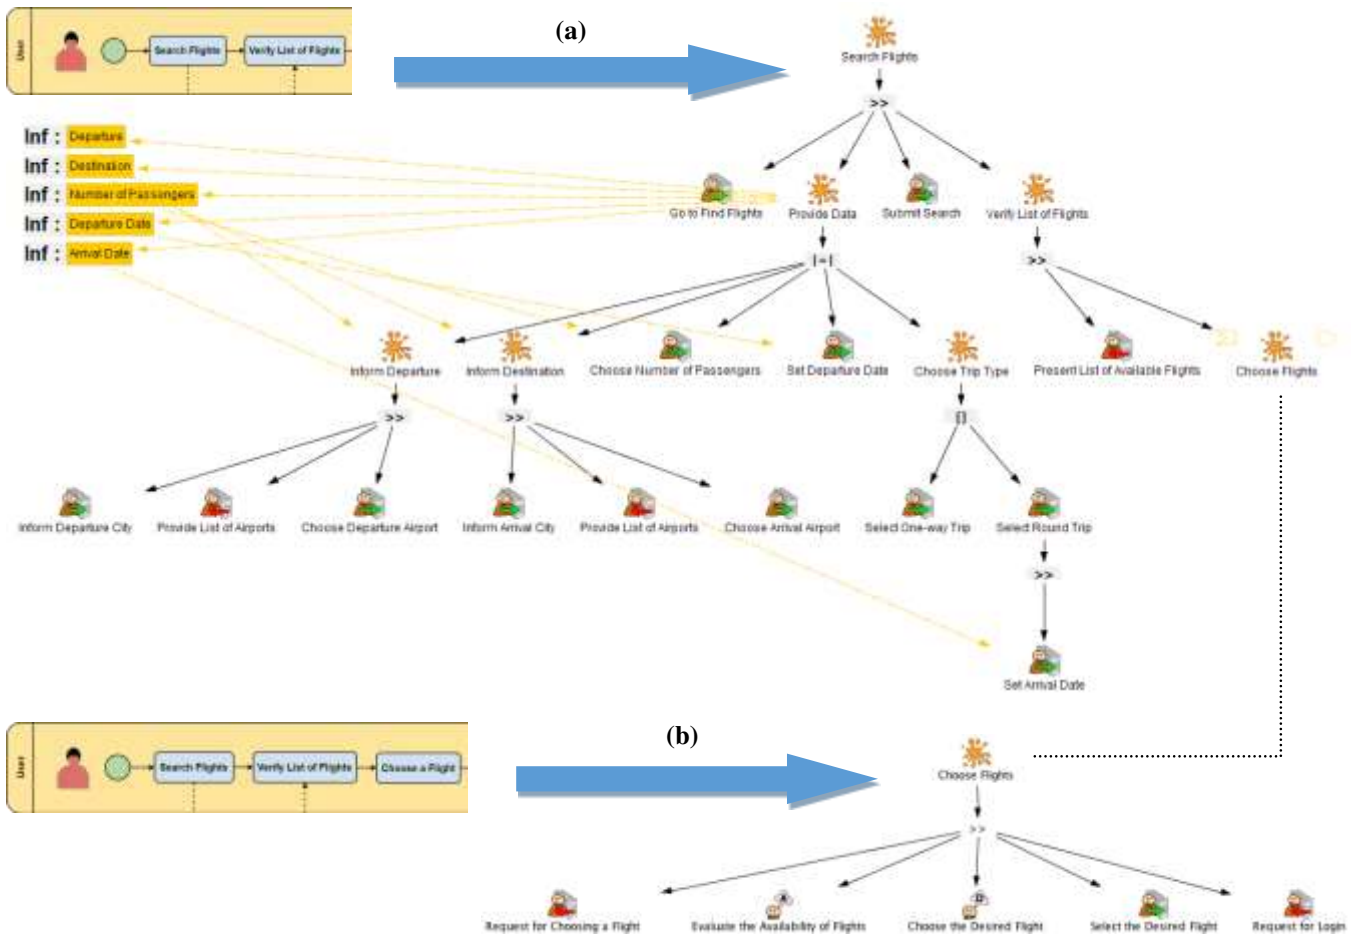 (a)
User
Search Flights
Verify List of Flights
Search Flights
>>
Inf : Departure
Inf : Destination
Inf : Number of Passengers
Inf : Departure Date
Inf : Arrival Date
Go to Find Flights
Provide Data
Submit Search
Verify List of Flights
|=|
>>
Inform Departure
Inform Destination
Choose Number of Passengers
Set Departure Date
Choose Trip Type
Present List of Available Flights
Choose Flights
>>
>>
[]
Inform Departure City
Provide List of Airports
Choose Departure Airport
Inform Arrival City
Provide List of Airports
Choose Arrival Airport
Select One-way Trip
Select Round Trip
>>
Set Arrival Date
(b)
User
Search Flights
Verify List of Flights
Choose a Flight
Choose Flights
>>
Request for Choosing a Flight
Evaluate the Availability of Flights
Choose the Desired Flight
Select the Desired Flight
Request for Login